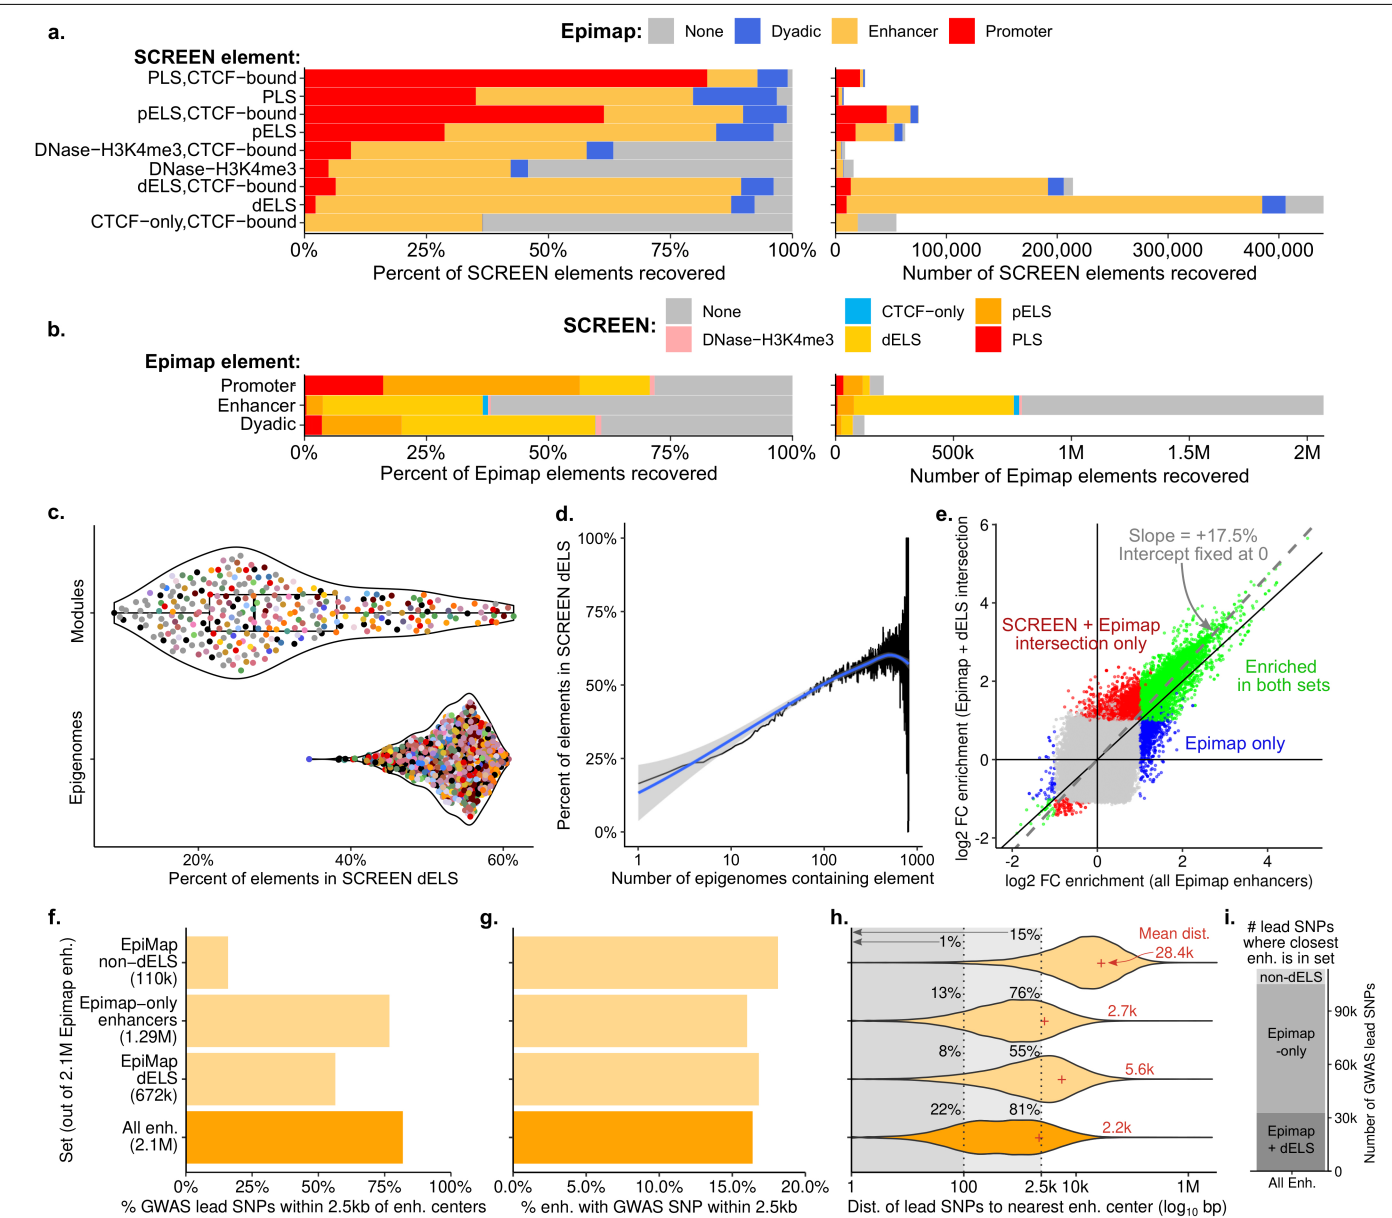 a.
Epimap: None Dyadic Enhancer Promoter
SCREEN element:
PLS,CTCF−bound
PLS
pELS,CTCF−bound
pELS
DNase−H3K4me3,CTCF−bound
DNase−H3K4me3
dELS,CTCF−bound
dELS
CTCF−only,CTCF−bound
0% 25% 50% 75% 100%
Percent of SCREEN elements recovered
0 100,000 200,000 300,000 400,000
Number of SCREEN elements recovered
b.
SCREEN:
None CTCF−only pELS
DNase−H3K4me3 dELS PLS
Epimap element:
Promoter
Enhancer
Dyadic
0% 25% 50% 75% 100%
Percent of Epimap elements recovered
0 500k 1M 1.5M 2M
Number of Epimap elements recovered
c.
Modules
Epigenomes
20% 40% 60%
Percent of elements in SCREEN dELS
d.
Percent of elements in SCREEN dELS
100%
75%
50%
25%
0%
1 10 100 1000
Number of epigenomes containing element
e.
log2 FC enrichment (Epimap + dELS intersection)
6
4
2
0
-2
Slope = +17.5%
Intercept fixed at 0
SCREEN + Epimap
intersection only
Enriched
in both sets
Epimap only
-2 0 2 4
log2 FC enrichment (all Epimap enhancers)
f.
Set (out of 2.1M Epimap enh.)
EpiMap
non−dELS
(110k)
Epimap−only
enhancers
(1.29M)
EpiMap
dELS
(672k)
All enh.
(2.1M)
0% 25% 50% 75% 100%
% GWAS lead SNPs within 2.5kb of enh. centers
g.
0.0% 5.0% 10.0% 15.0% 20.0%
% enh. with GWAS SNP within 2.5kb
h.
15%
1%
Mean dist.
28.4k
13% 76% 2.7k
8% 55% 5.6k
22% 81% 2.2k
1 100 2.5k 10k 1M
Dist. of lead SNPs to nearest enh. center (log10 bp)
i.
# lead SNPs
where closest
enh. is in set
non−dELS
Epimap
-only
Epimap
+ dELS
90k
60k
30k
0
Number of GWAS lead SNPs
All Enh.